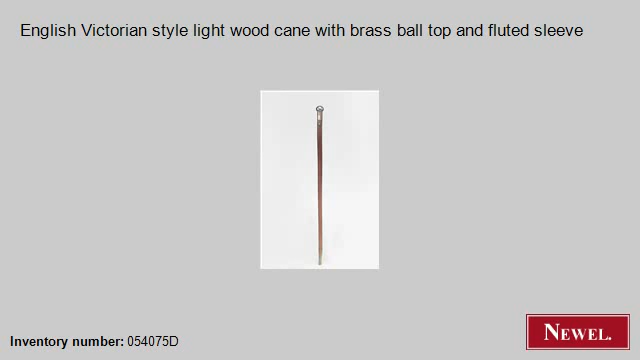 English Victorian style light wood cane with brass ball top and fluted sleeve
Inventory number: 054075D
NEWEL.